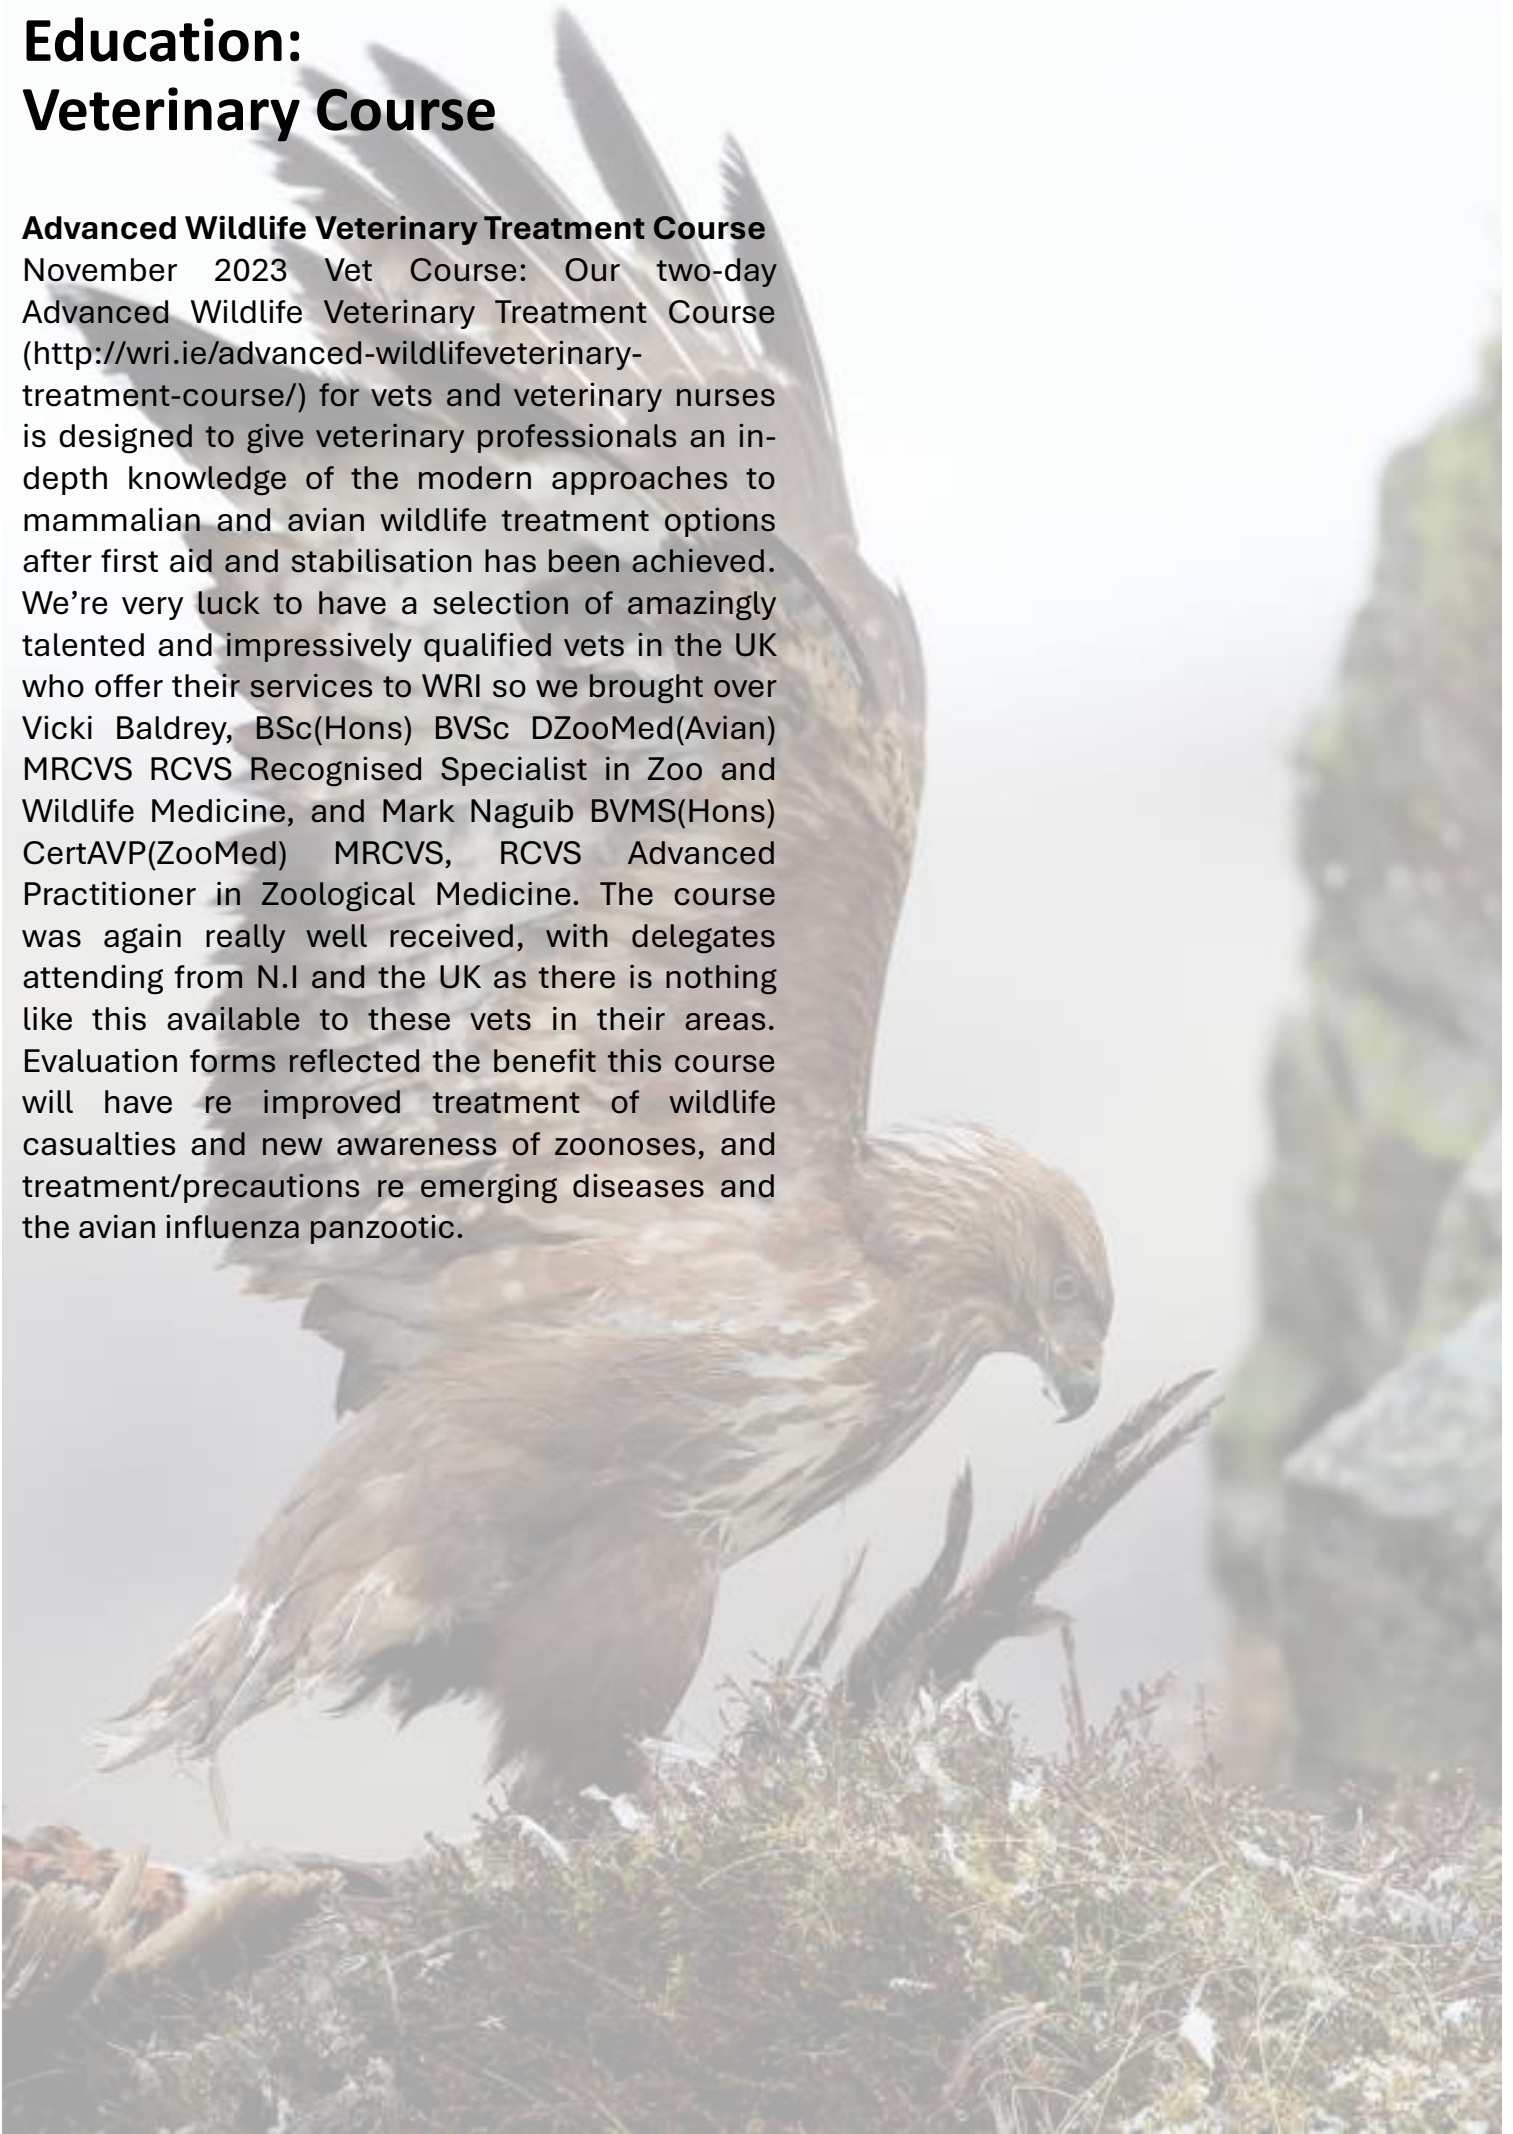 Education:
Veterinary Course
Advanced Wildlife Veterinary Treatment Course
November 2023 Vet Course: Our two-day
Advanced Wildlife Veterinary Treatment Course
(http://wri.ie/advanced-wildlifeveterinary-
treatment-course/) for vets and veterinary nurses
is designed to give veterinary professionals an in-
depth knowledge of the modern approaches to
mammalian and avian wildlife treatment options
after first aid and stabilisation has been achieved.
We’re very luck to have a selection of amazingly
talented and impressively qualified vets in the UK
who offer their services to WRI so we brought over
Vicki Baldrey, BSc(Hons) BVSc DZooMed(Avian)
MRCVS RCVS Recognised Specialist in Zoo and
Wildlife Medicine, and Mark Naguib BVMS(Hons)
CertAVP(ZooMed) MRCVS, RCVS Advanced
Practitioner in Zoological Medicine. The course
was again really well received, with delegates
attending from N.I and the UK as there is nothing
like this available to these vets in their areas.
Evaluation forms reflected the benefit this course
will have re improved treatment of wildlife
casualties and new awareness of zoonoses, and
treatment/precautions re emerging diseases and
the avian influenza panzootic.